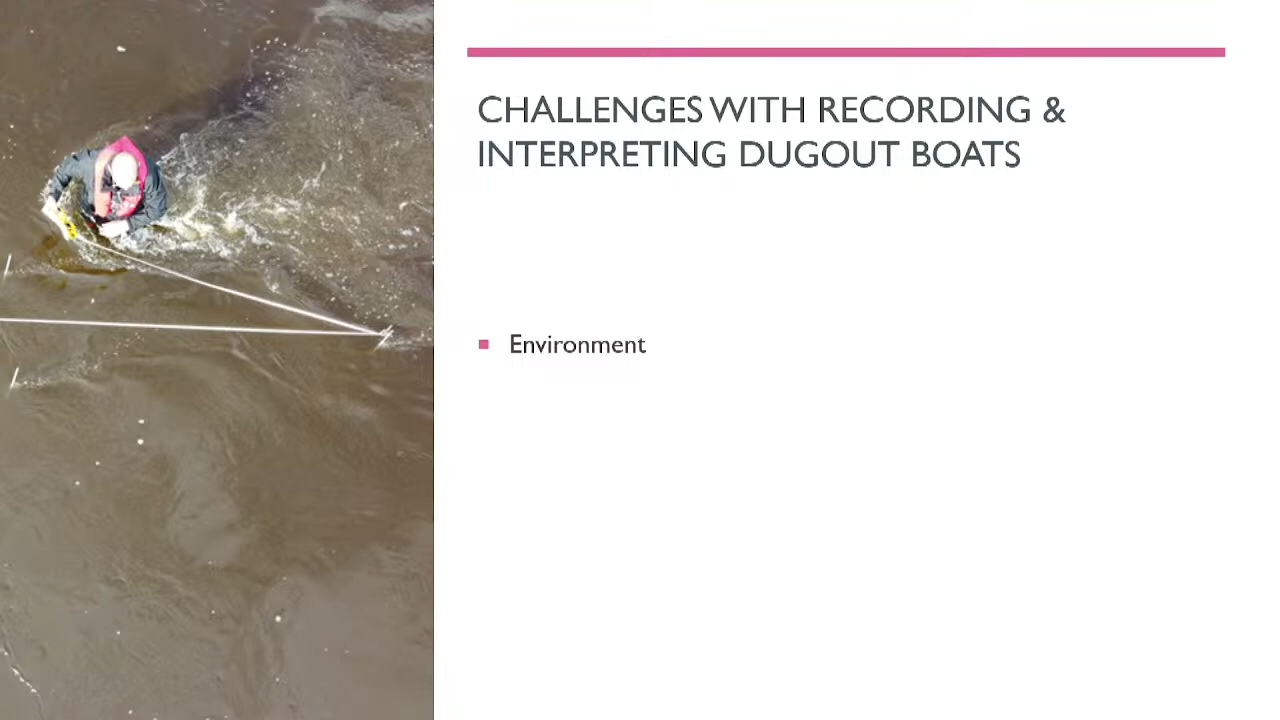 CHALLENGES WITH RECORDING &
INTERPRETING DUGOUT BOATS
Environment